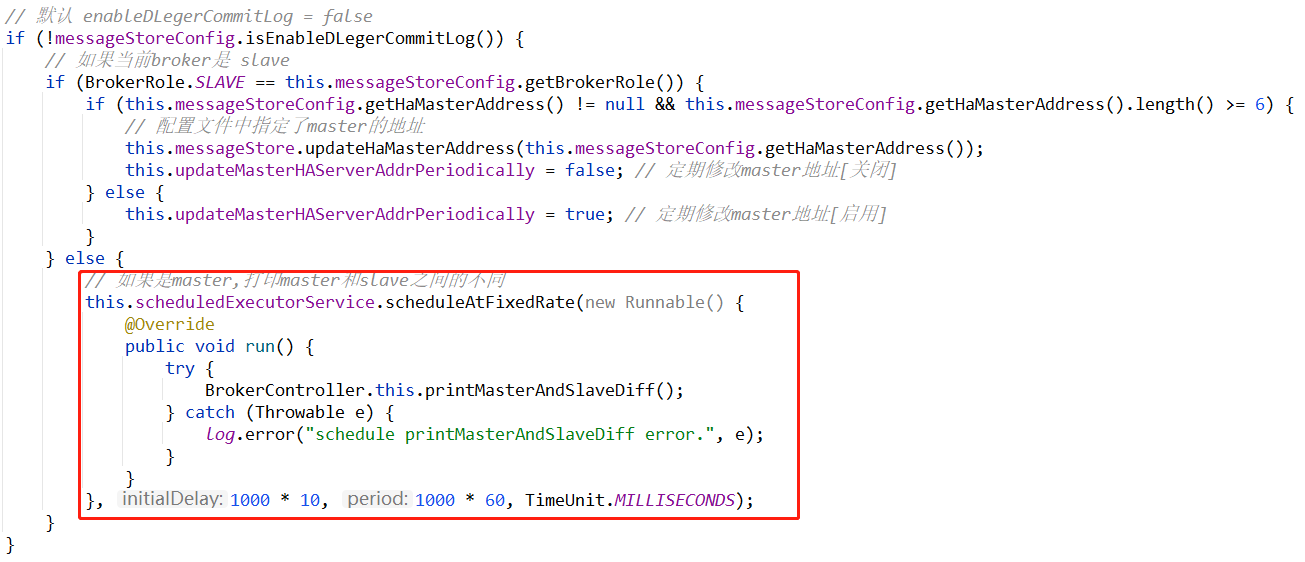 // 默认 enableDLegerCommitLog = false
if (!messageStoreConfig.isEnableDLegerCommitLog()) {
    // 如果当前broker是 slave
    if (BrokerRole.SLAVE == this.messageStoreConfig.getBrokerRole()) {
        if (this.messageStoreConfig.getHaMasterAddress() != null && this.messageStoreConfig.getHaMasterAddress().length() >= 6) {
            // 配置文件中指定了master的地址
            this.messageStore.updateHaMasterAddress(this.messageStoreConfig.getHaMasterAddress());
            this.updateMasterHAServerAddrPeriodically = false; // 定期修改master地址[关闭]
        } else {
            this.updateMasterHAServerAddrPeriodically = true; // 定期修改master地址[启用]
        }
    } else {
        // 如果是master,打印master和slave之间的不同
        this.scheduledExecutorService.scheduleAtFixedRate(new Runnable() {
            @Override
            public void run() {
                try {
                    BrokerController.this.printMasterAndSlaveDiff();
                } catch (Throwable e) {
                    log.error("schedule printMasterAndSlaveDiff error.", e);
                }
            }
        }, initialDelay: 1000 * 10, period: 1000 * 60, TimeUnit.MILLISECONDS);
    }
}